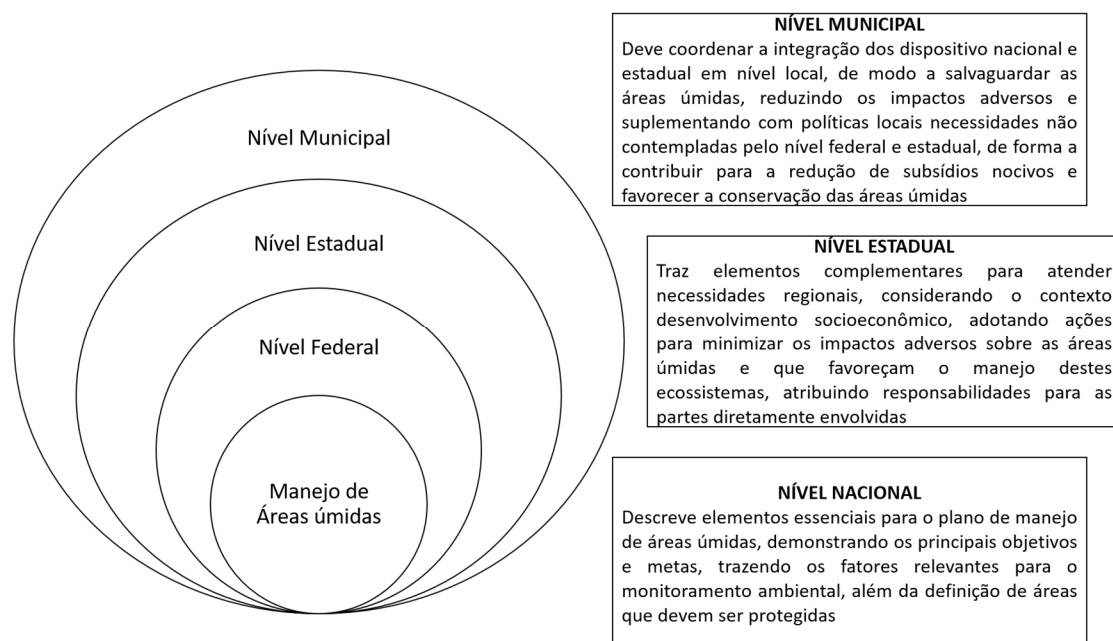 Nível Municipal
Nível Estadual
Nível Federal
Manejo de
Áreas úmidas
NÍVEL MUNICIPAL
Deve coordenar a integração dos dispositivo nacional e
estadual em nível local, de modo a salvaguardar as
áreas úmidas, reduzindo os impactos adversos e
suplementando com políticas locais necessidades não
contempladas pelo nível federal e estadual, de forma a
contribuir para a redução de subsídios nocivos e
favorecer a conservação das áreas úmidas
NÍVEL ESTADUAL
Traz elementos complementares para atender
necessidades regionais, considerando o contexto
desenvolvimento socioeconômico, adotando ações
para minimizar os impactos adversos sobre as áreas
úmidas e que favoreçam o manejo destes
ecossistemas, atribuindo responsabilidades para as
partes diretamente envolvidas
NÍVEL NACIONAL
Descreve elementos essenciais para o plano de manejo
de áreas úmidas, demonstrando os principais objetivos
e metas, trazendo os fatores relevantes para o
monitoramento ambiental, além da definição de áreas
que devem ser protegidas